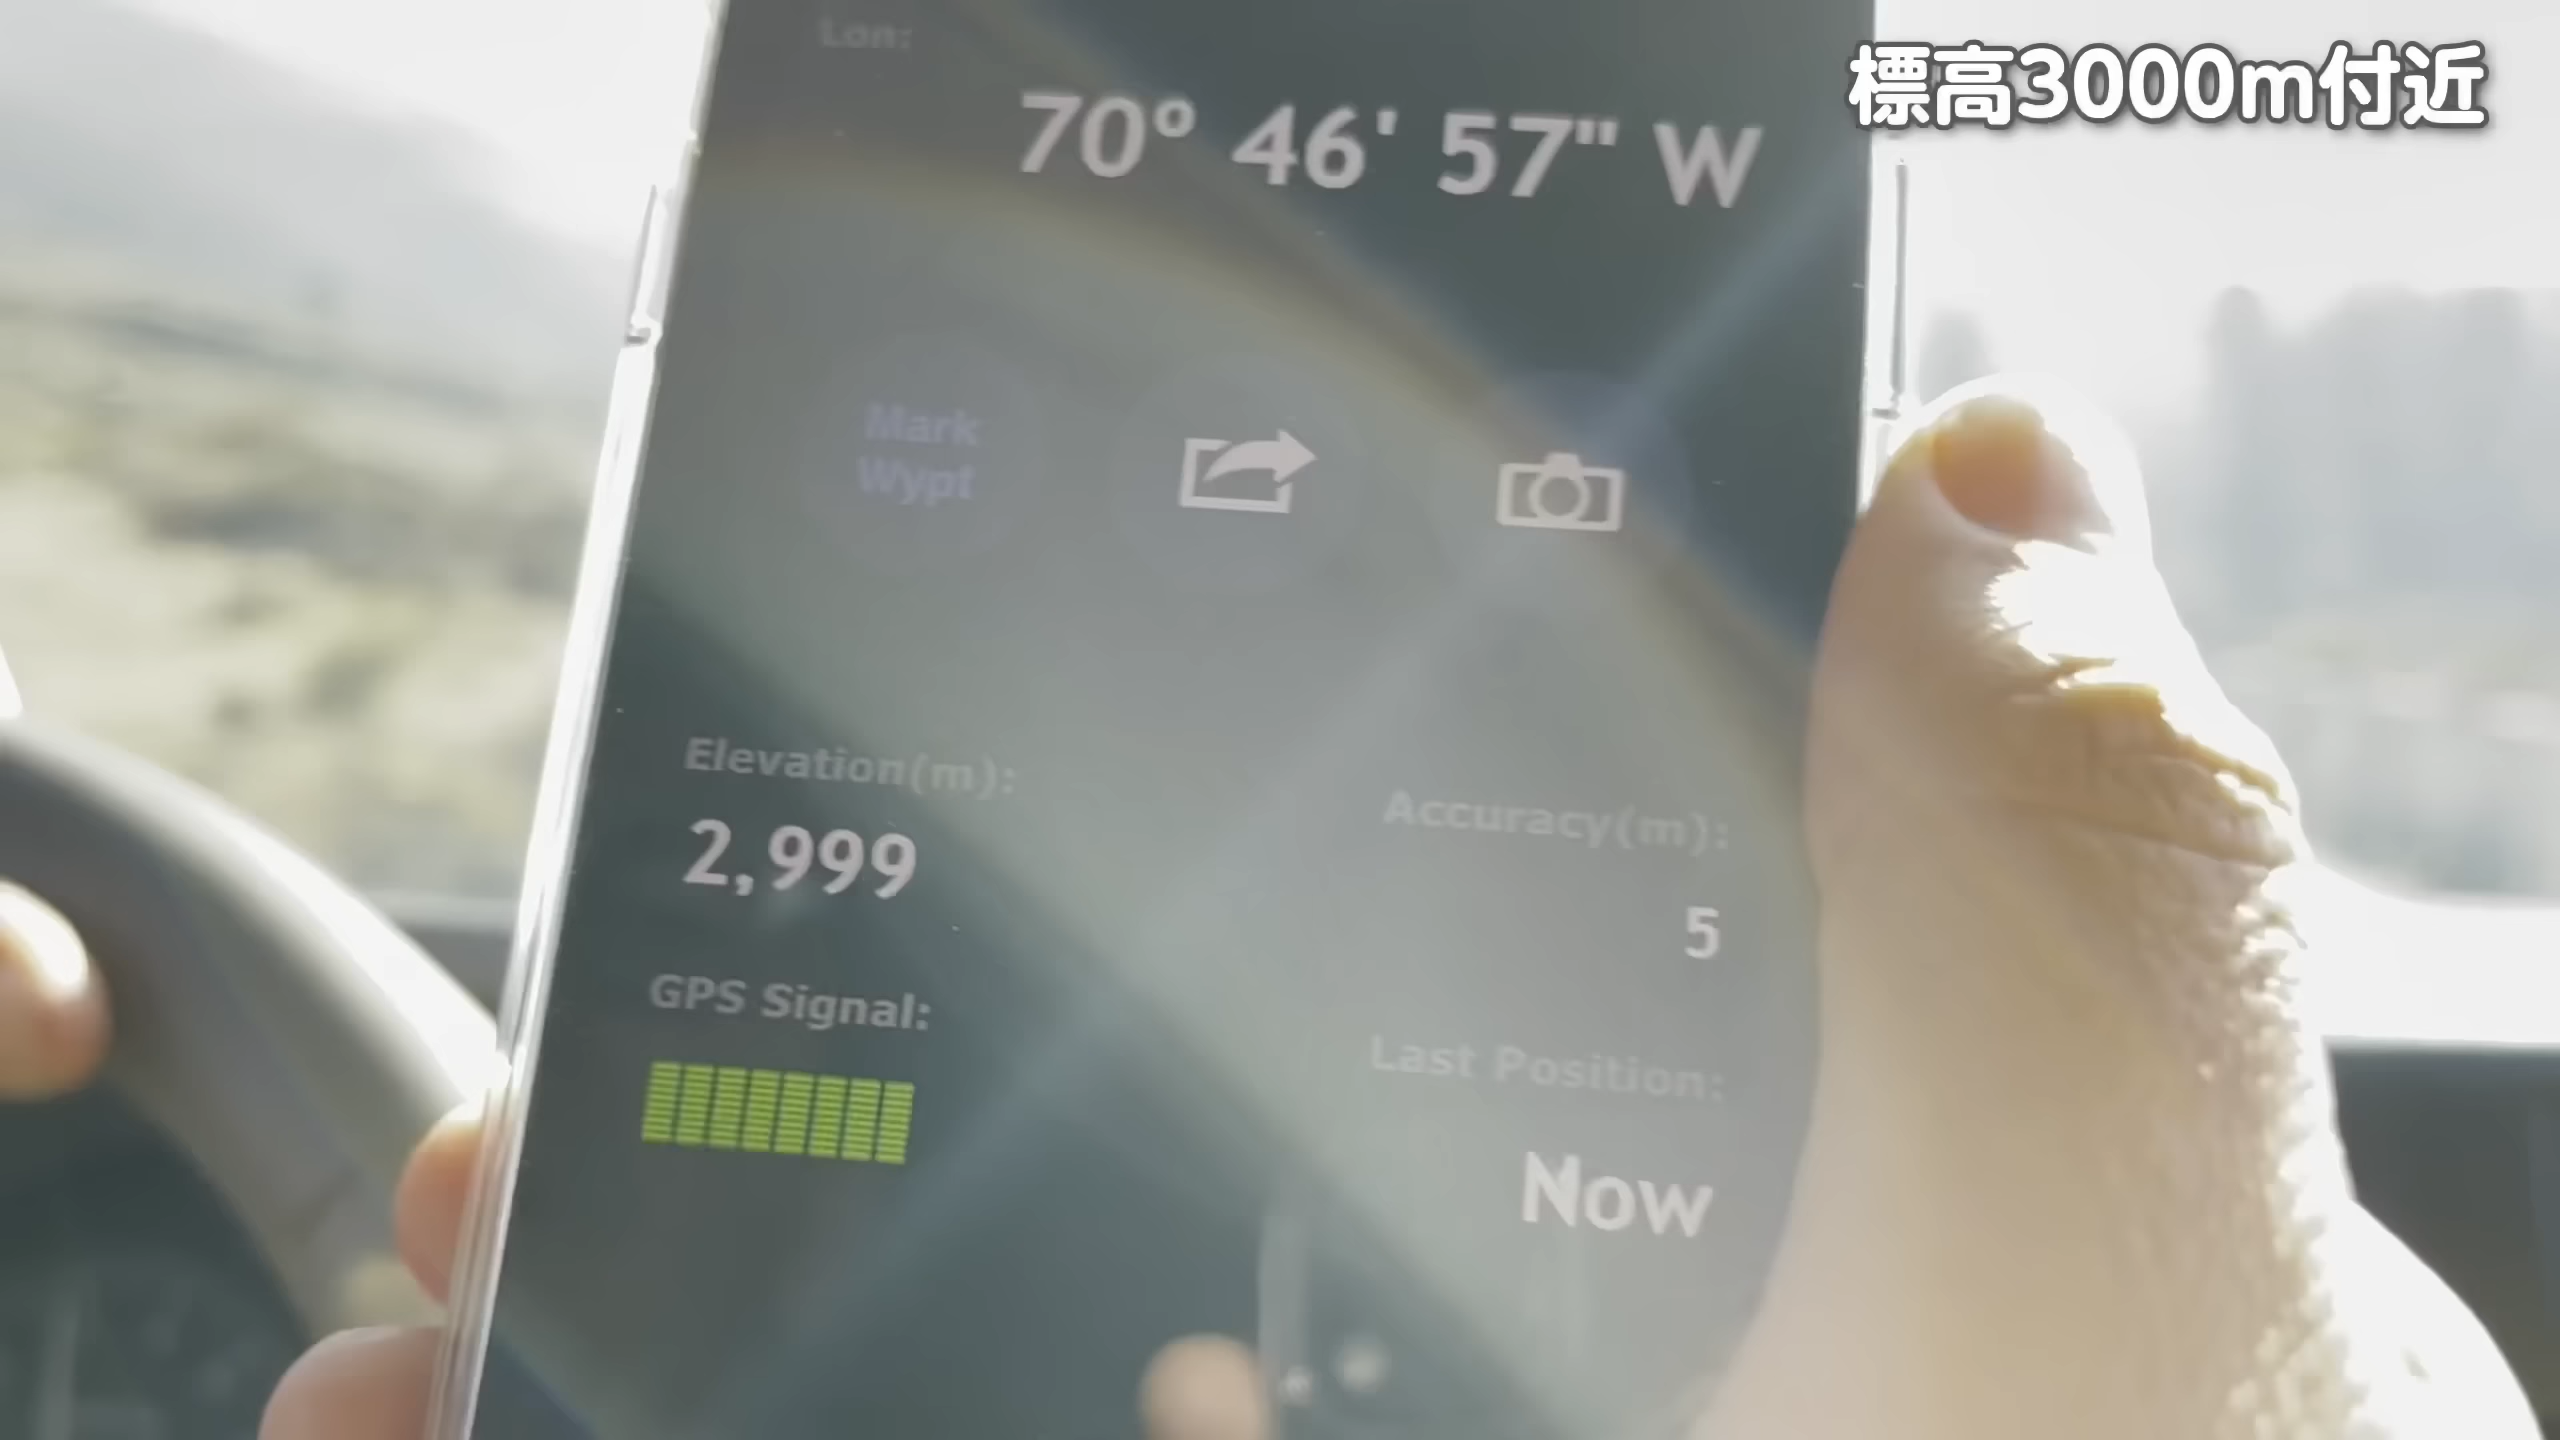 標高3000m付近
Lon:
70° 46' 57" W
Mark
Wypt
Elevation(m):
2,999
Accuracy(m):
5
GPS Signal:
Last Position:
Now